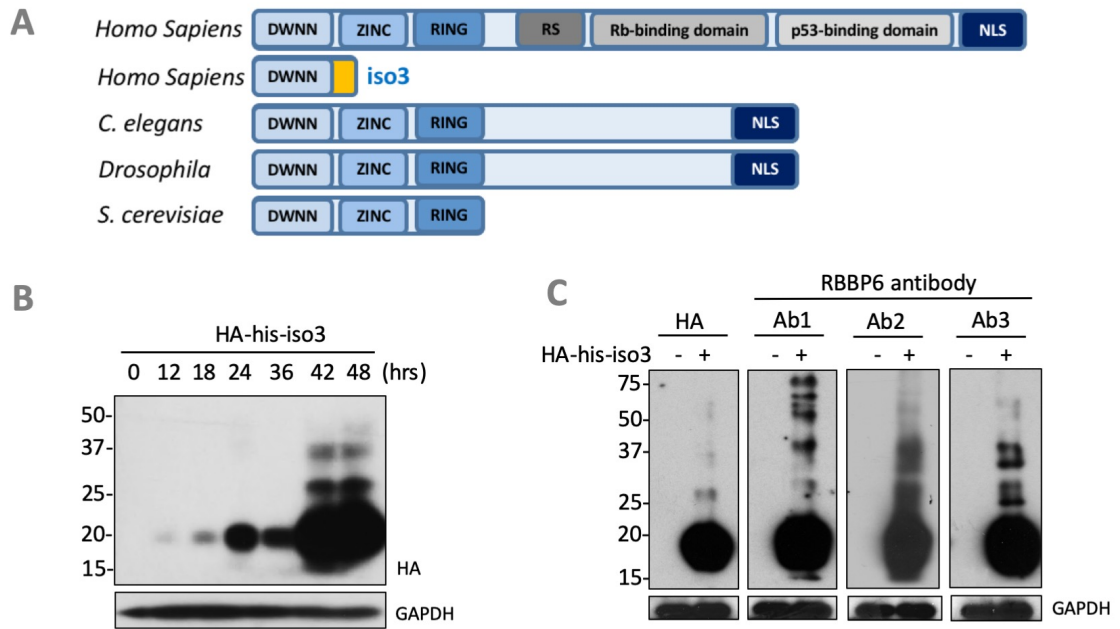 A
Homo Sapiens DWNN ZINC RING RS Rb-binding domain p53-binding domain NLS
Homo Sapiens DWNN iso3
C. elegans DWNN ZINC RING NLS
Drosophila DWNN ZINC RING NLS
S. cerevisiae DWNN ZINC RING
B
HA-his-iso3
0 12 18 24 36 42 48 (hrs)
50-
37-
25-
20-
15-
HA
GAPDH
C
RBBP6 antibody
HA Ab1 Ab2 Ab3
HA-his-iso3 - + - + - + - +
75-
50-
37-
25-
20-
15-
GAPDH